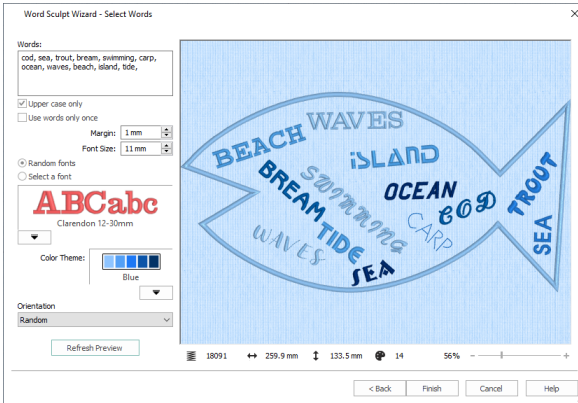 Word Sculpt Wizard - Select Words
Words:
cod, sea, trout, bream, swimming, carp,
ocean, waves, beach, island, tide,
Upper case only
Use words only once
Margin: 1 mm
Font Size: 11 mm
Random fonts
Select a font
ABCabc
Clarendon 12-30mm
Color Theme:
Blue
Orientation
Random
Refresh Preview
WAVES
BEACH
iSLAnD
BREAM
SWIMMING
OCEAN
COD
TROUT
WAVES
TIDE
CARP
SEA
SEA
18091 259.9 mm 133.5 mm 14 56% - +
< Back Finish Cancel Help